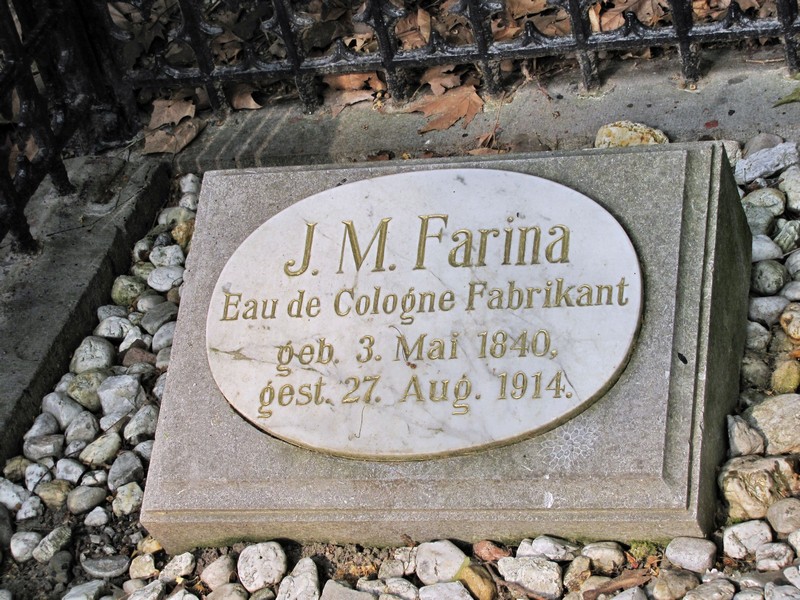 J. M. Farina
Eau de Cologne Fabrikant
geb. 3. Mai 1840,
gest. 27. Aug. 1914.